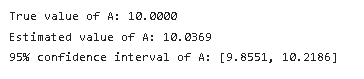 True value of A: 10.0000
Estimated value of A: 10.0369
95% confidence interval of A: [9.8551, 10.2186]